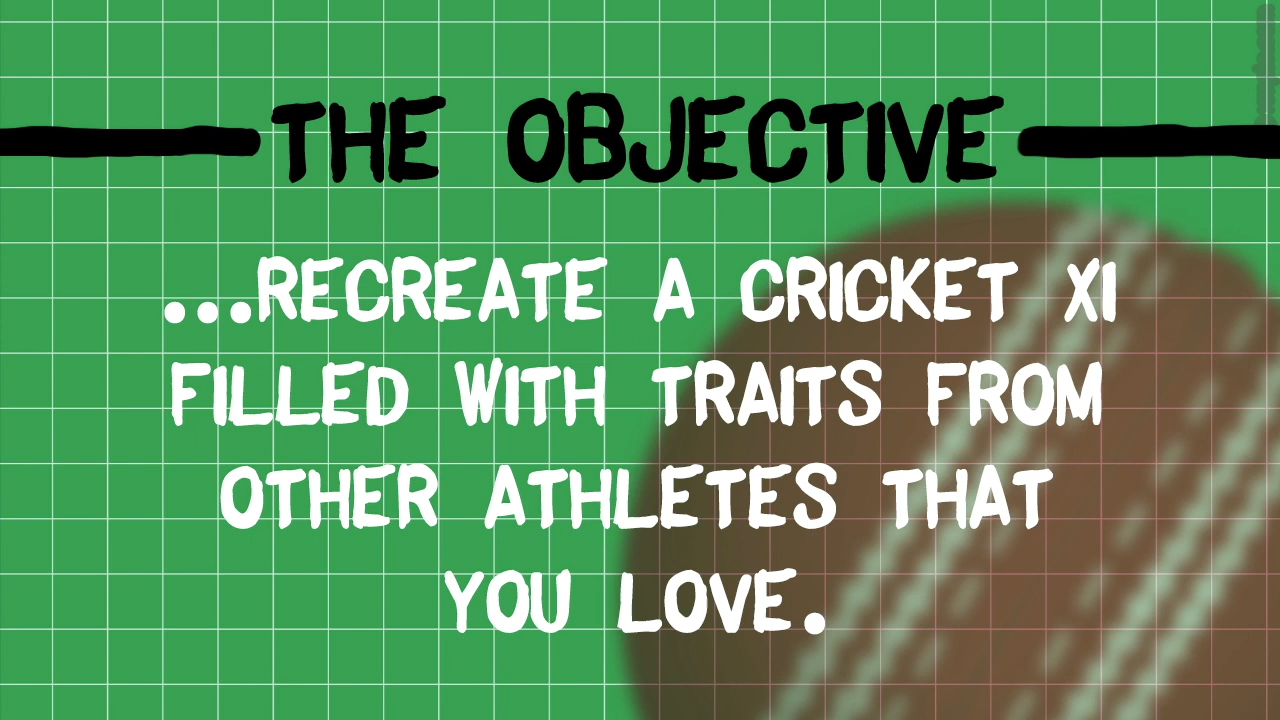 THE OBJECTIVE
...RECREATE A CRICKET XI
FILLED WITH TRAITS FROM
OTHER ATHLETES THAT
YOU LOVE.